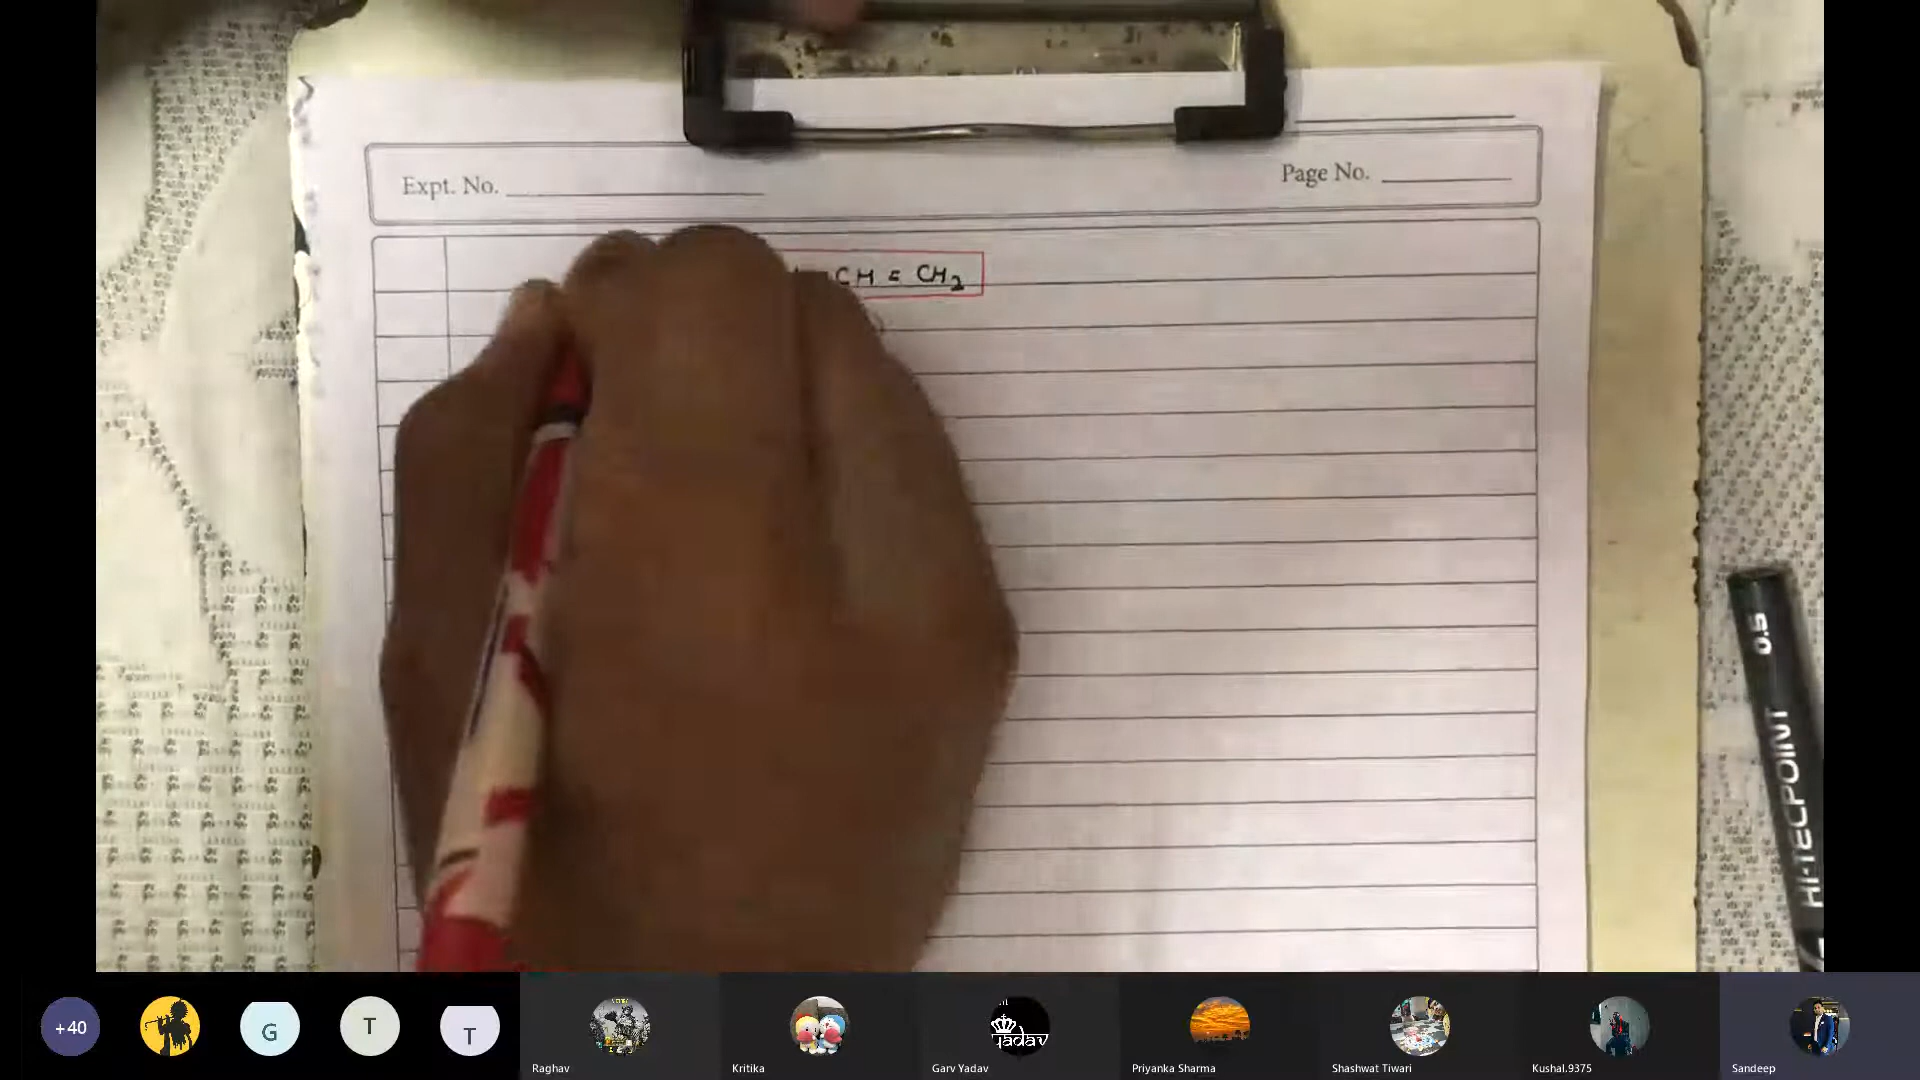 Expt. No.
Page No.
CH = CH2
0.5
HI-TECPOINT
+40
G
T
T
Raghav
Kritika
Garv Yadav
Priyanka Sharma
Shashwat Tiwari
Kushal.9375
Sandeep